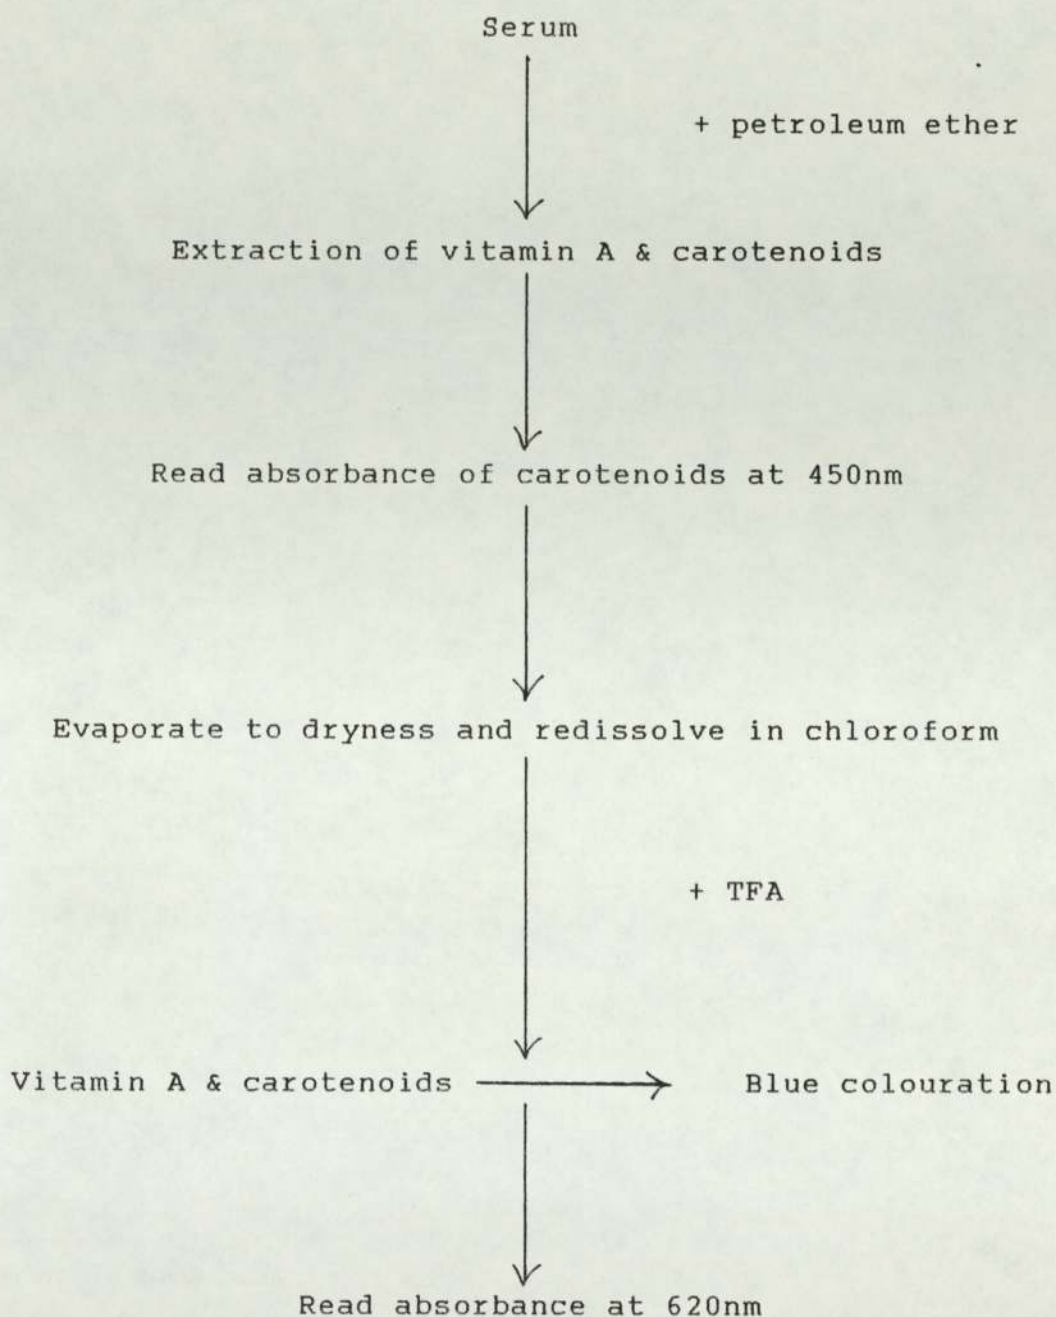 Serum
+ petroleum ether
Extraction of vitamin A & carotenoids
Read absorbance of carotenoids at 450nm
Evaporate to dryness and redissolve in chloroform
+ TFA
Vitamin A & carotenoids Blue colouration
Read absorbance at 620nm